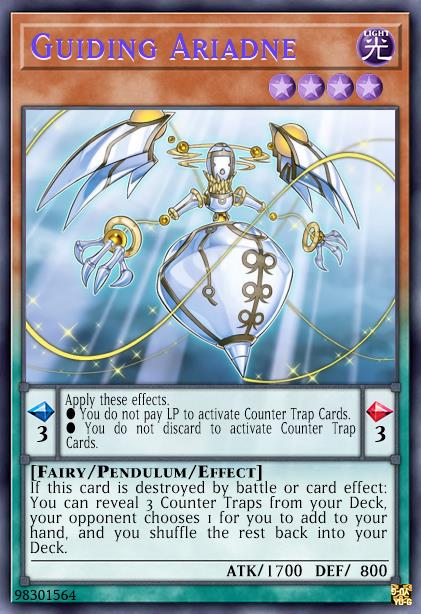 GUIDING ARIADNE
LIGHT
光
3
Apply these effects.
● You do not pay LP to activate Counter Trap Cards.
● You do not discard to activate Counter Trap
Cards.
3
[FAIRY/PENDULUM/EFFECT]
If this card is destroyed by battle or card effect:
You can reveal 3 Counter Traps from your Deck,
your opponent chooses 1 for you to add to your
hand, and you shuffle the rest back into your
Deck.
ATK/1700 DEF/ 800
98301564